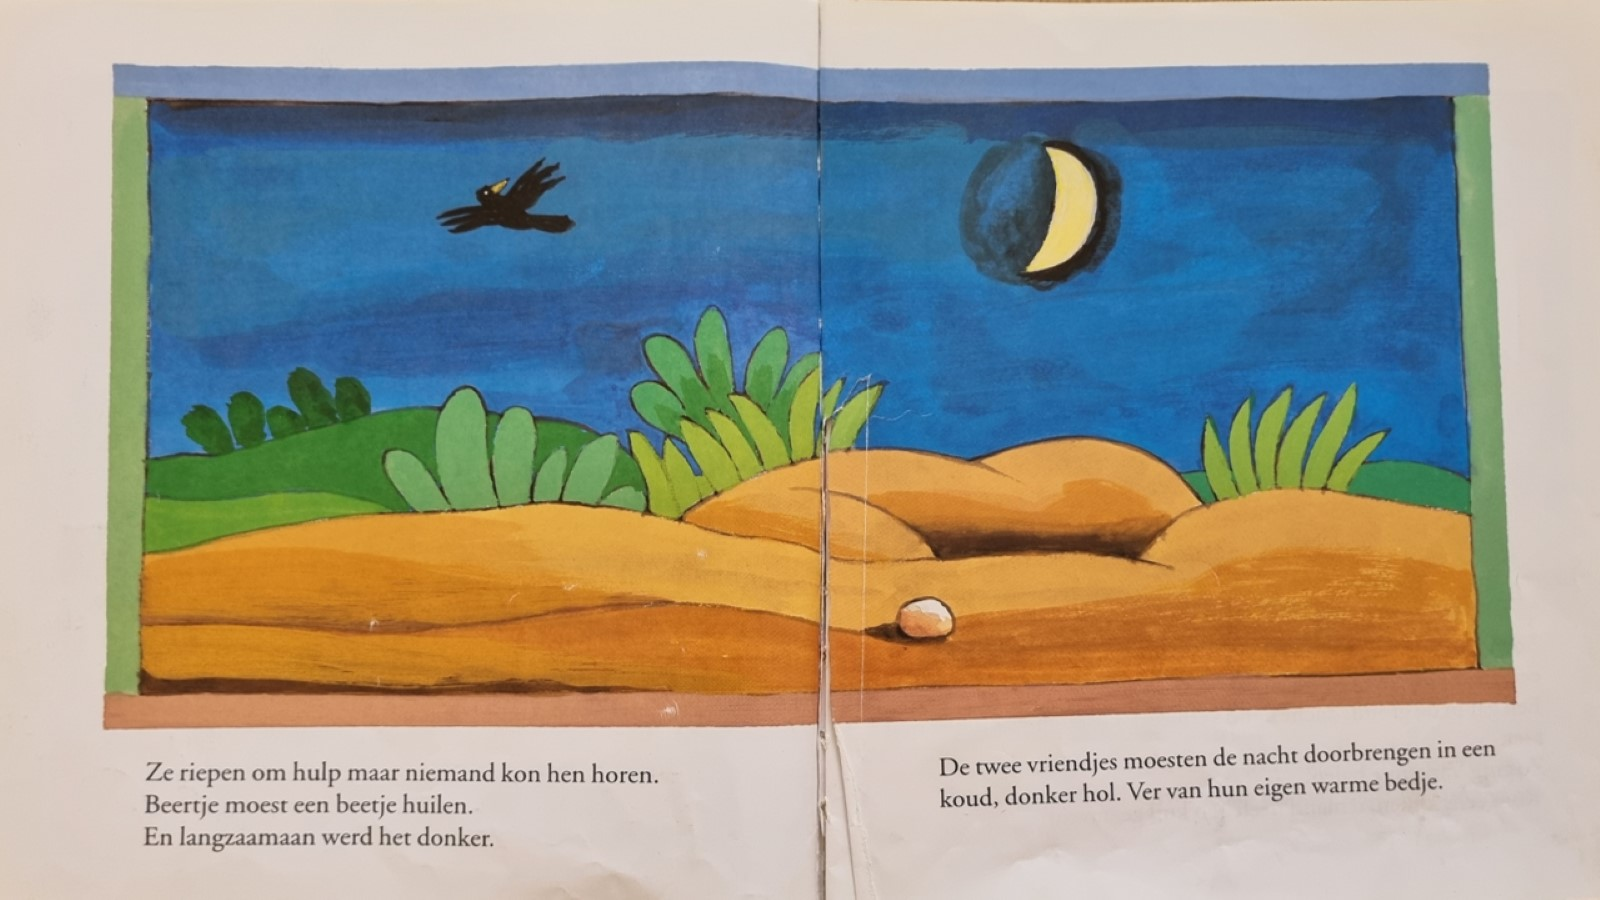 Ze riepen om hulp maar niemand kon hen horen.
Beertje moest een beetje huilen.
En langzaamaan werd het donker.
De twee vriendjes moesten de nacht doorbrengen in een
koud, donker hol. Ver van hun eigen warme bedje.